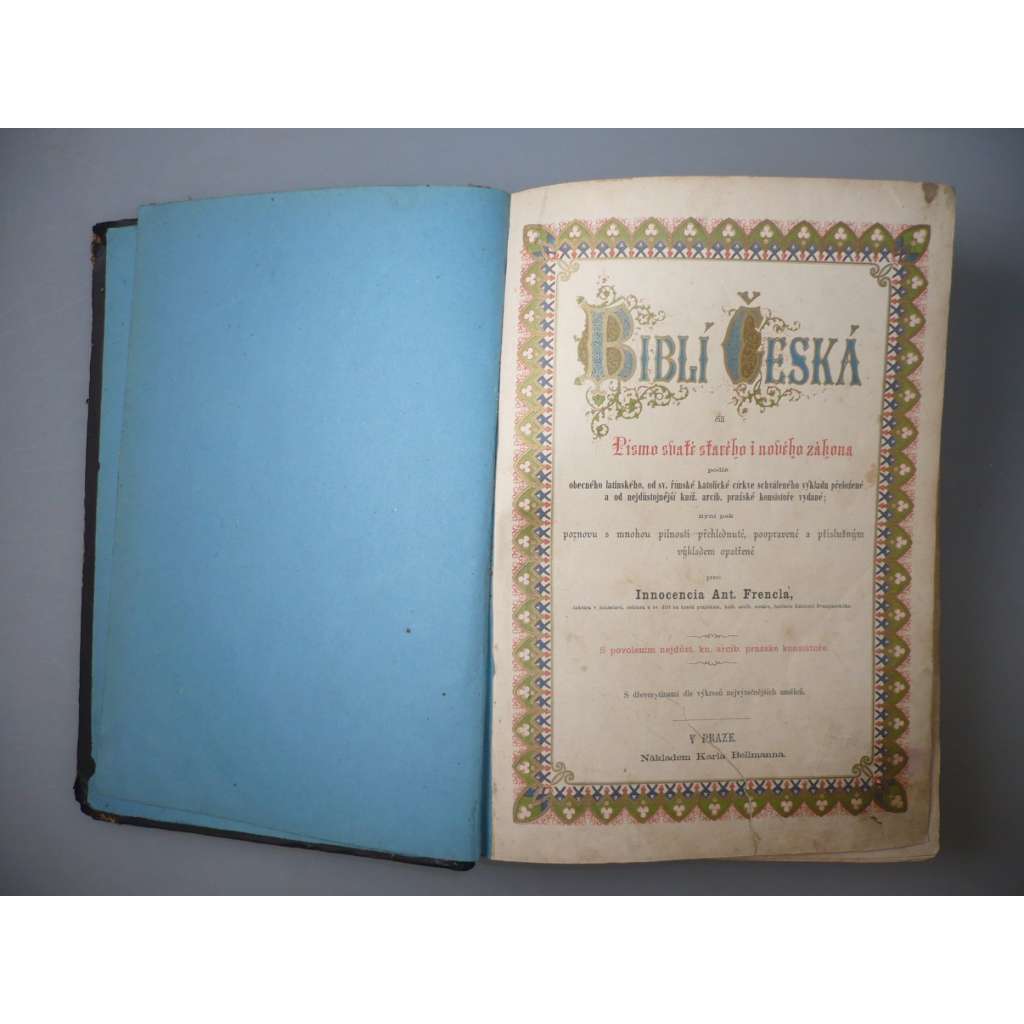 BIBLÍ ČESKÁ
čili
Písmo svaté starého i nového zákona
podle
obecného latinského, od sv. římské katolické církve schváleného výkladu přeložené
a od nejdůstojnější kníž. arcib. pražské konsistoře vydané;
nyní pak
poznovu s mnohou pilností přehlednuté, poopravené a příslušným
výkladem opatřené
přes
Innocencia Ant. Frencla,
S povolením nejdůst. kn. arcib. pražské konsistoře.
S dřevorytinami dle výkresů nejvýtečnějších umělců.
V PRAZE.
Nákladem Karla Bellmanna.